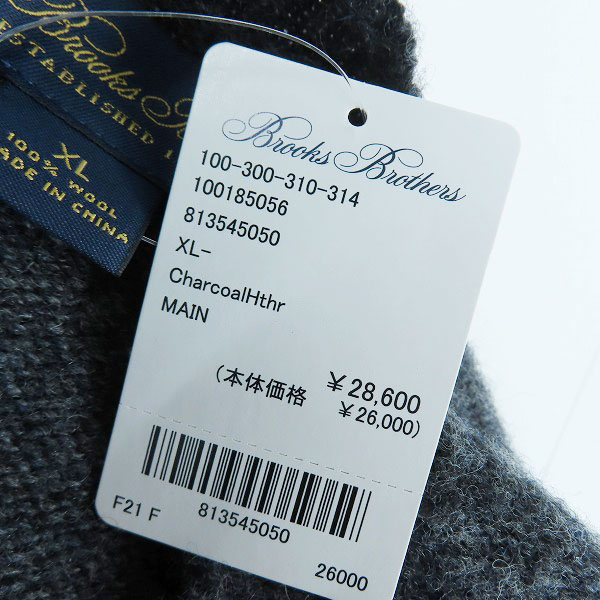 Brooks
ESTABLISHED 1
XL
100% WOOL
MADE IN CHINA
Brooks Brothers
100-300-310-314
100185056
813545050
XL-
CharcoalHthr
MAIN
¥28,600
(本体価格 ¥26,000)
F21 F
813545050
26000